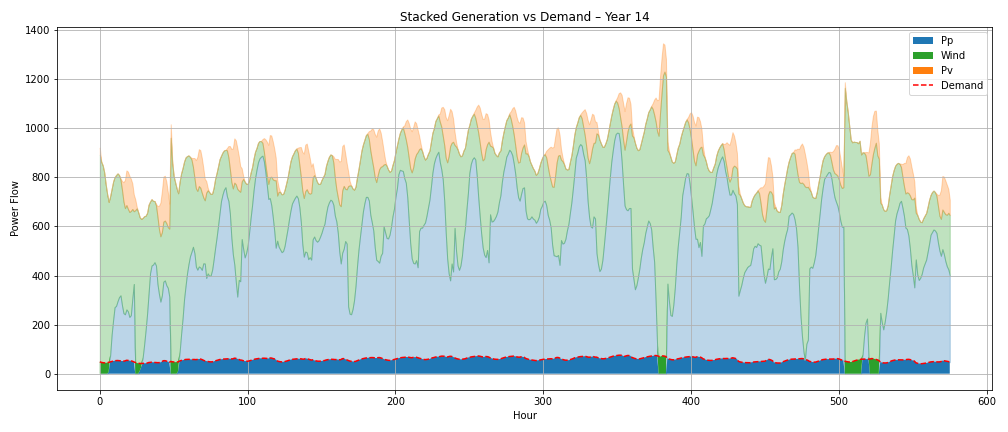 Stacked Generation vs Demand – Year 14
Power Flow
1400
1200
1000
800
600
400
200
0
Pp
Wind
Pv
Demand
0
100
200
300
400
500
600
Hour